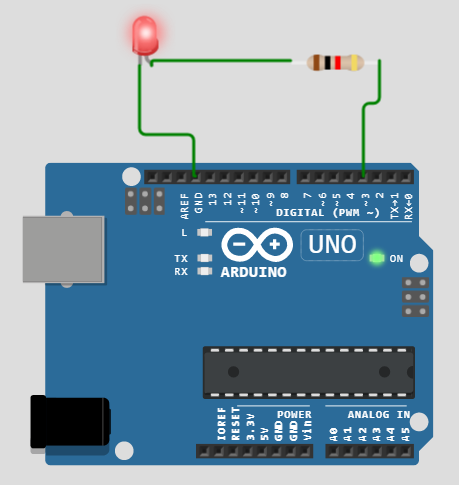 AREF
GND
13
12
~11
~10
~9
8
7
~6
~5
4
~3
2
TX→1
RX←0
DIGITAL (PWM ~)
L
UNO
TX
RX
ON
ARDUINO
POWER
ANALOG IN
IOREF
RESET
3.3V
5V
GND
GND
Vin
A0
A1
A2
A3
A4
A5